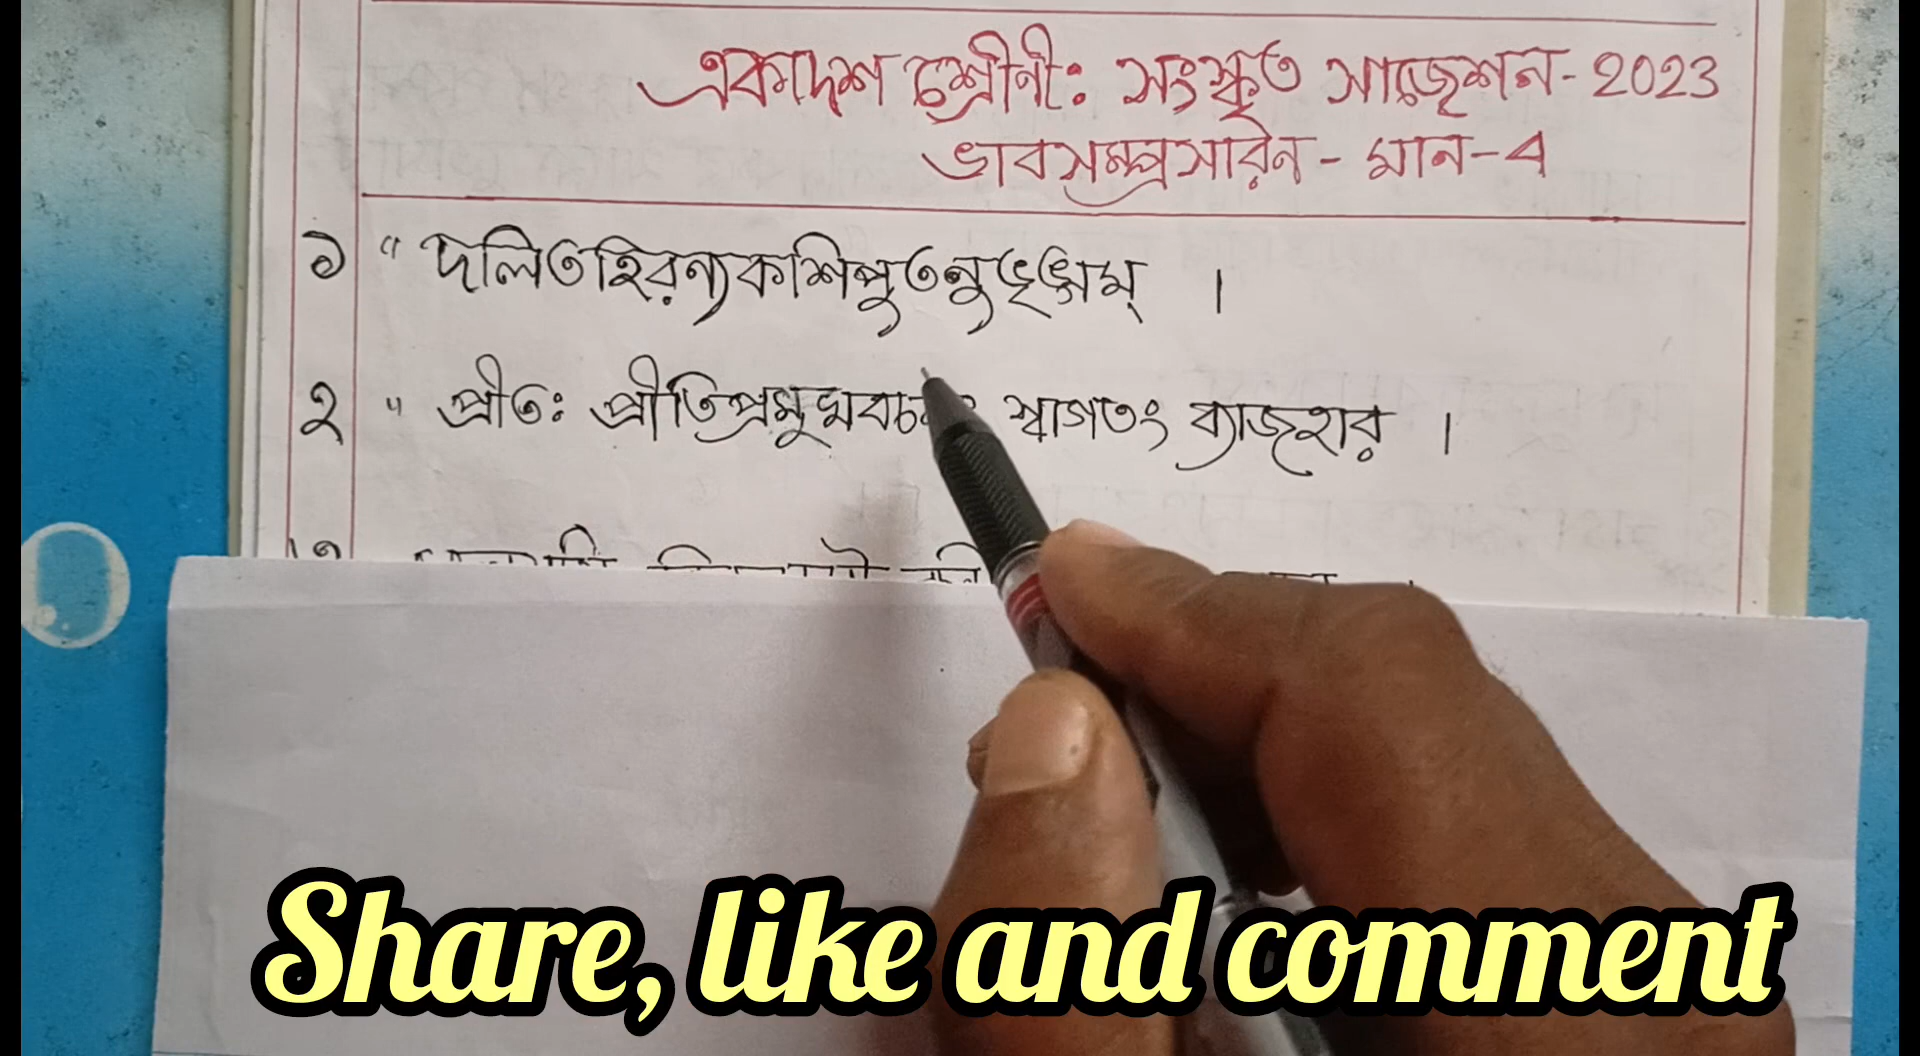 একাদশ শ্রেণী: সংস্কৃত সাজেশন-2023
ভাবসম্প্রসারন - মান-4
১ " দলিতহিরণ্যকশিপুতনুভৃঙ্গম্ ।
২ " প্রীত: প্রীতিপ্রমুখবচনং স্বাগতং ব্যাজহার ।
Share, like and comment